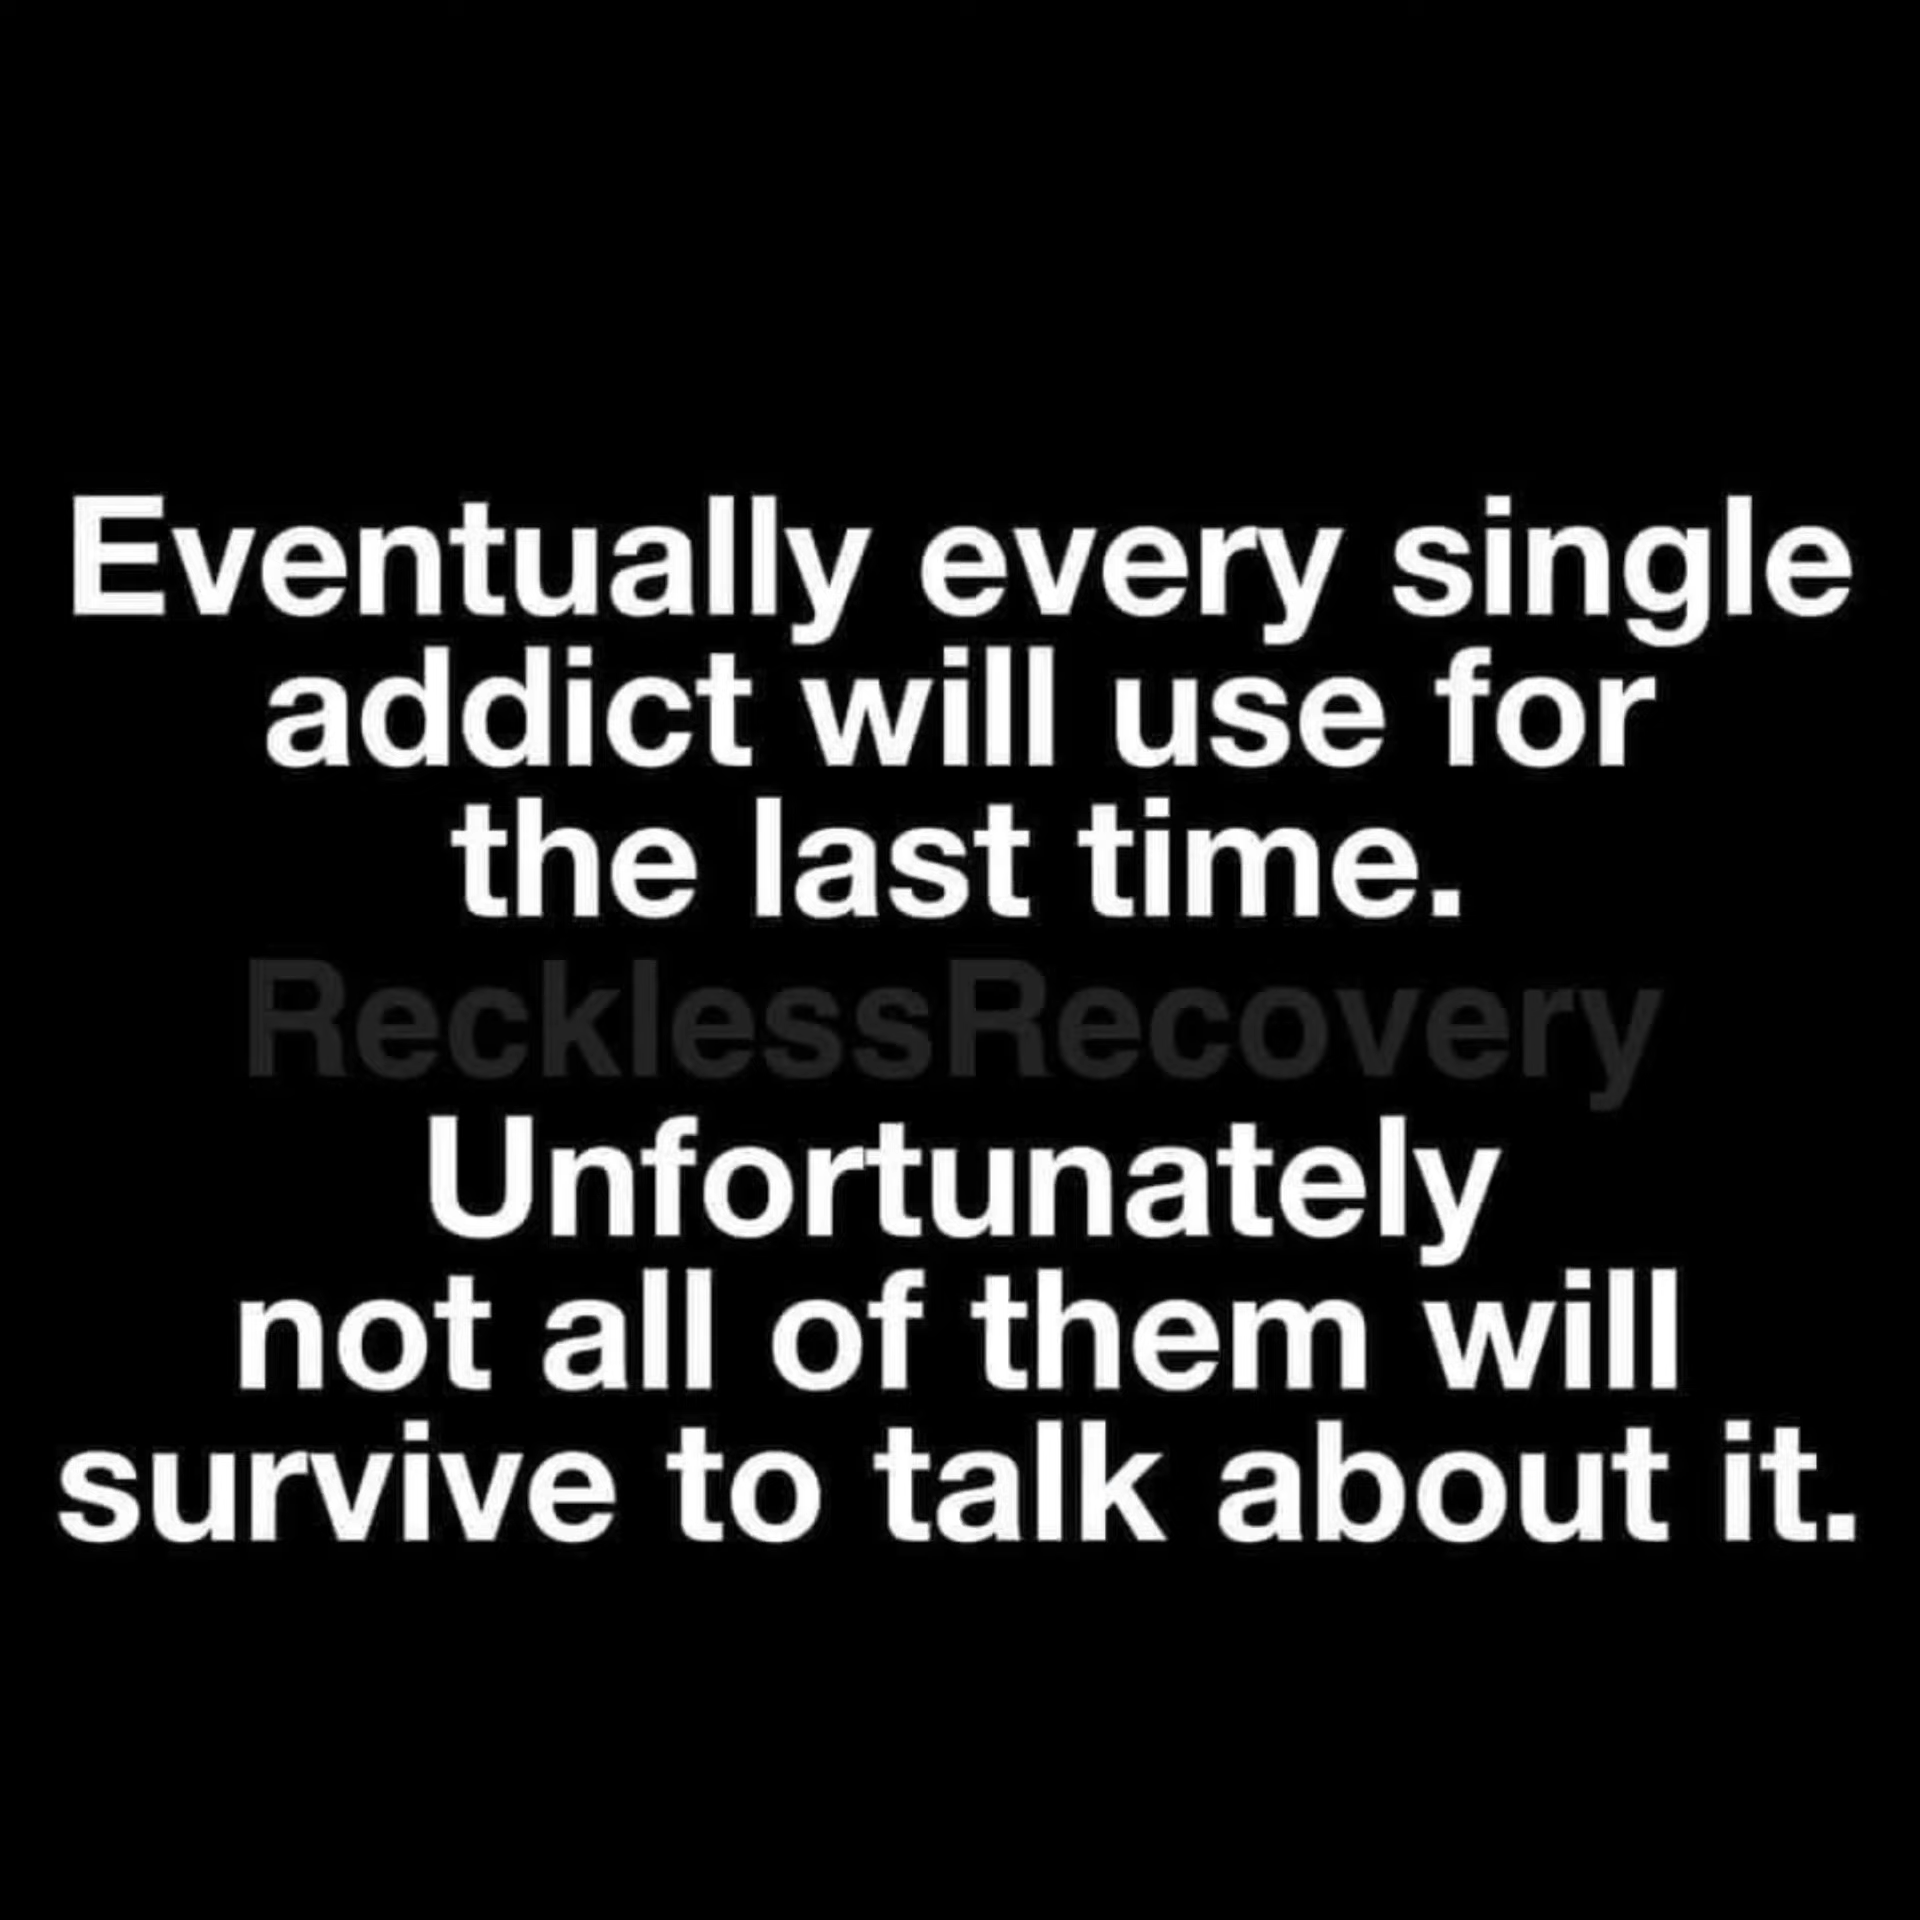 Eventually every single
addict will use for
the last time.
RecklessRecovery
Unfortunately
not all of them will
survive to talk about it.